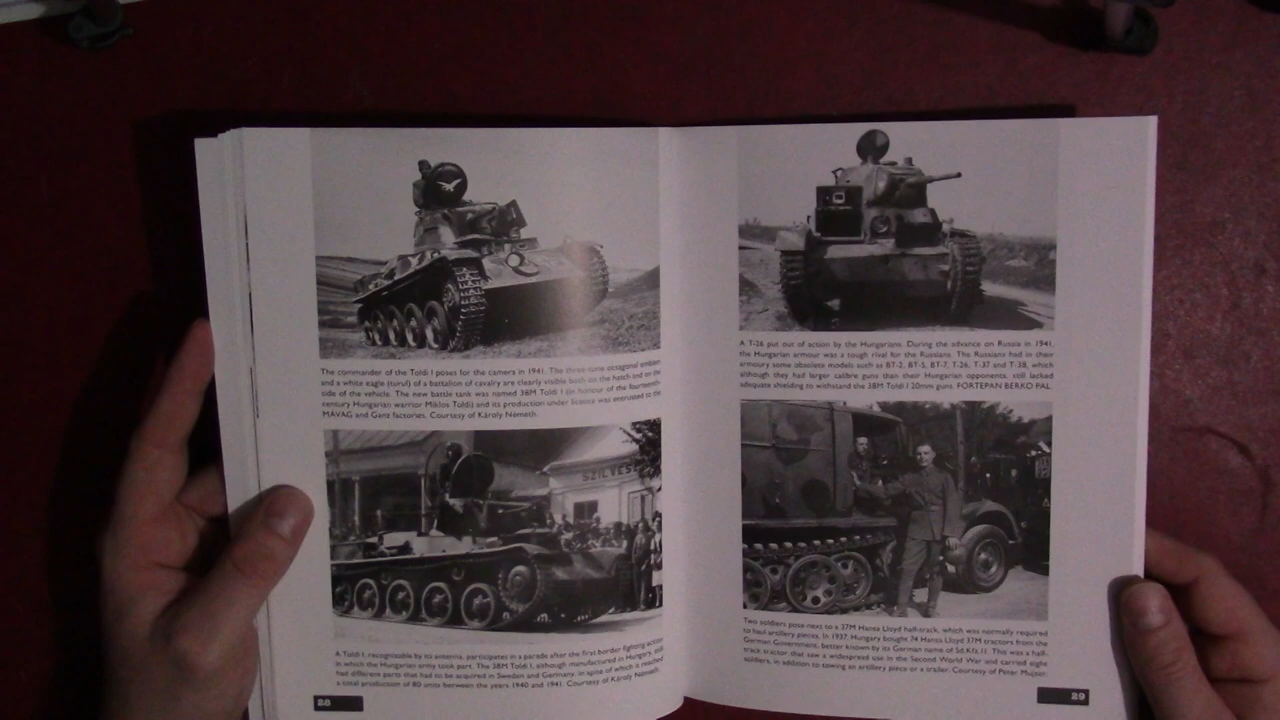 The commander of the Toldi I poses for the camera in 1941. The three-tone octagonal emblem
and a white eagle (turul) of a battalion of cavalry are clearly visible both on the hatch and on the
side of the vehicle. The new battle tank was named 38M Toldi I (in honour of the fourteenth-
century Hungarian warrior Miklos Toldi) and its production under licence was entrusted to the
MÁVAG and Ganz factories. Courtesy of Károly Németh.
SZILVES
A Toldi I, recognisable by its antenna, participates in a parade after the first border fighting action
in which the Hungarian army took part. The 38M Toldi I, although manufactured in Hungary, still
had different parts that had to be acquired in Sweden and Germany, in spite of which it reached
a total production of 80 units between the years 1940 and 1941. Courtesy of Károly Németh.
28
A T-26 put out of action by the Hungarians. During the advance on Russia in 1941,
the Hungarian armour was a tough rival for the Russians. The Russians had in their
armoury some obsolete models such as BT-2, BT-5, BT-7, T-26, T-37 and T-38, which
although they had larger calibre guns than their Hungarian opponents, still lacked
adequate shielding to withstand the 38M Toldi I 20mm guns. FORTEPAN BERKO PAL
Two soldiers pose next to a 37M Hansa Lloyd half-track, which was normally required
to haul artillery pieces. In 1937, Hungary bought 74 Hansa Lloyd 37M tractors from the
German Government, better known by its German name of Sd.Kfz.11. This was a half-
track tractor that saw a widespread use in the Second World War and carried eight
soldiers, in addition to towing an artillery piece or a trailer. Courtesy of Péter Mujzer.
29